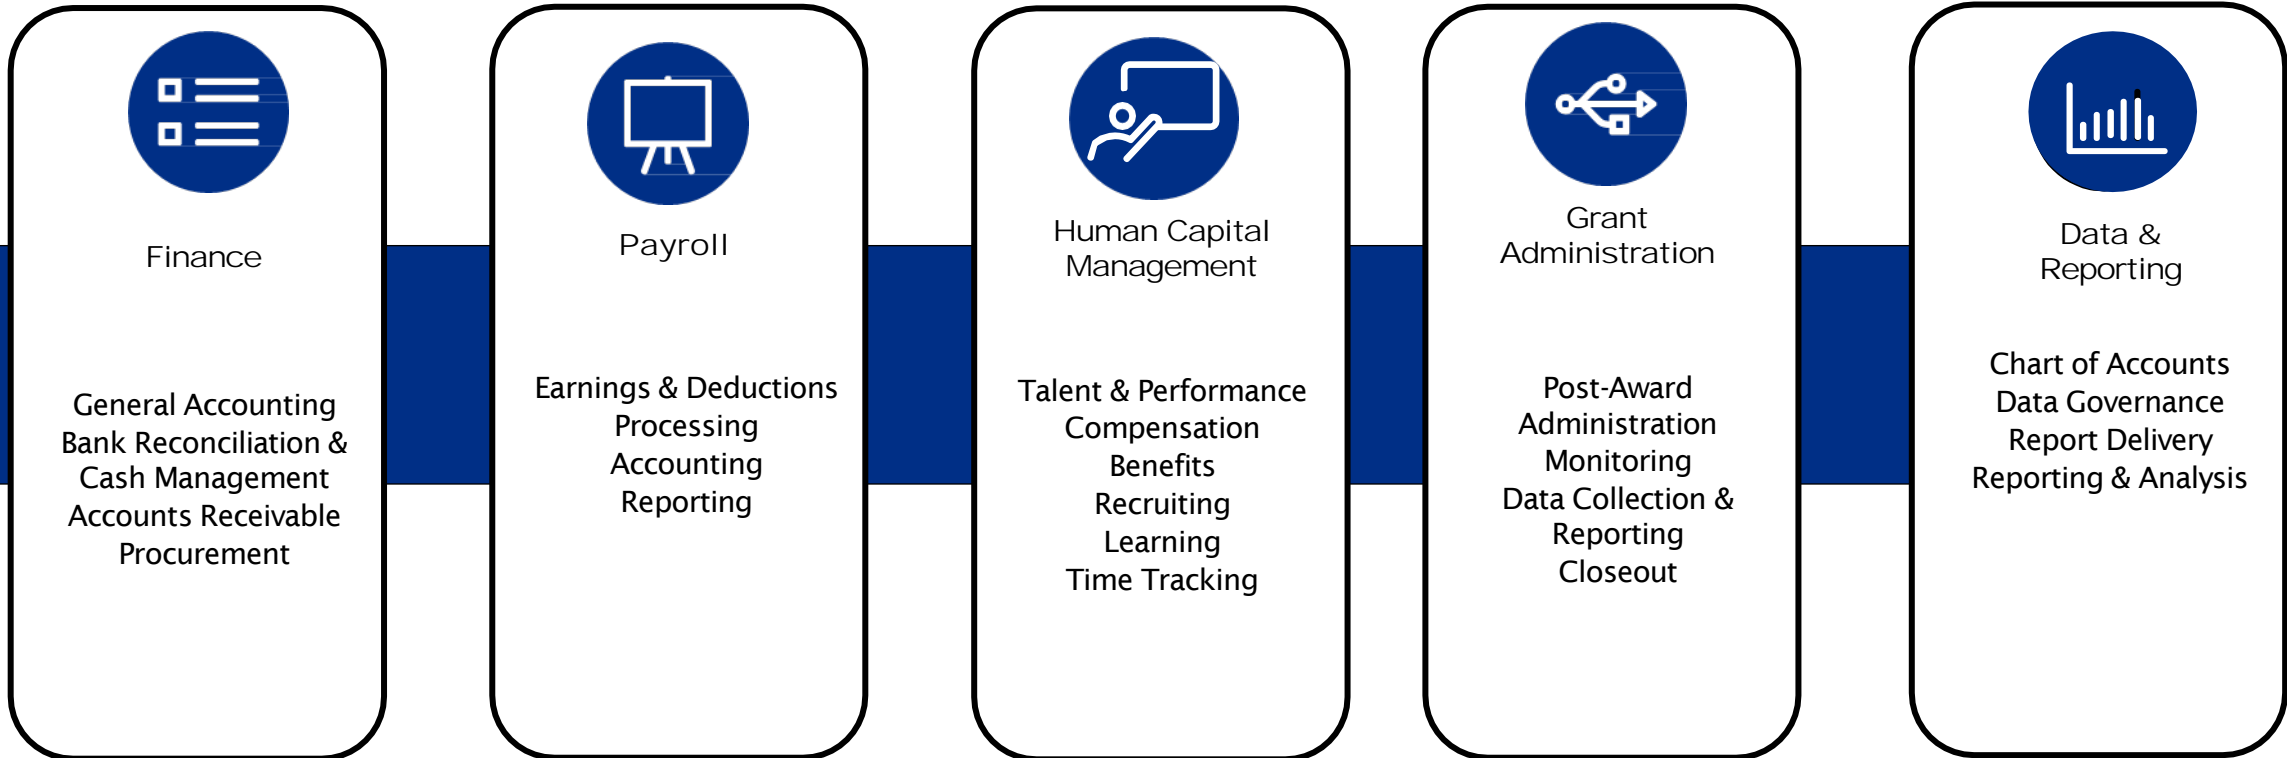 Finance
General Accounting
Bank Reconciliation &
Cash Management
Accounts Receivable
Procurement
Payroll
Earnings & Deductions
Processing
Accounting
Reporting
Human Capital
Management
Talent & Performance
Compensation
Benefits
Recruiting
Learning
Time Tracking
Grant
Administration
Post-Award
Administration
Monitoring
Data Collection &
Reporting
Closeout
Data &
Reporting
Chart of Accounts
Data Governance
Report Delivery
Reporting & Analysis